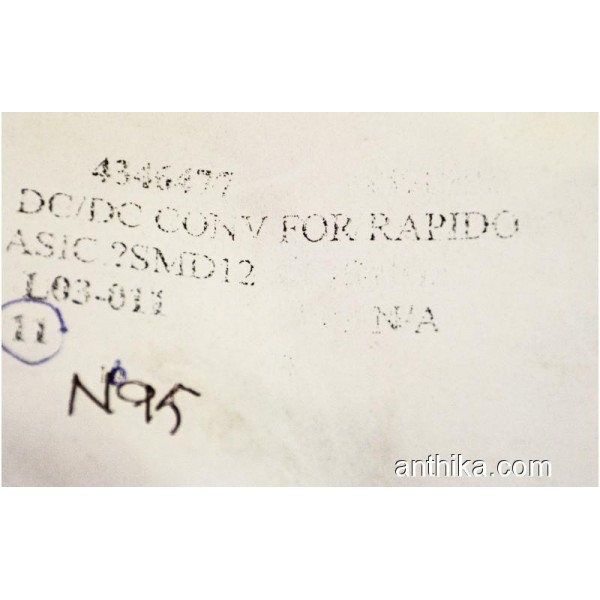 4346477
DC/DC CONV FOR RAPIDO
ASIC ?SMD12
L03-011
N/A
11
N95
anthika.com